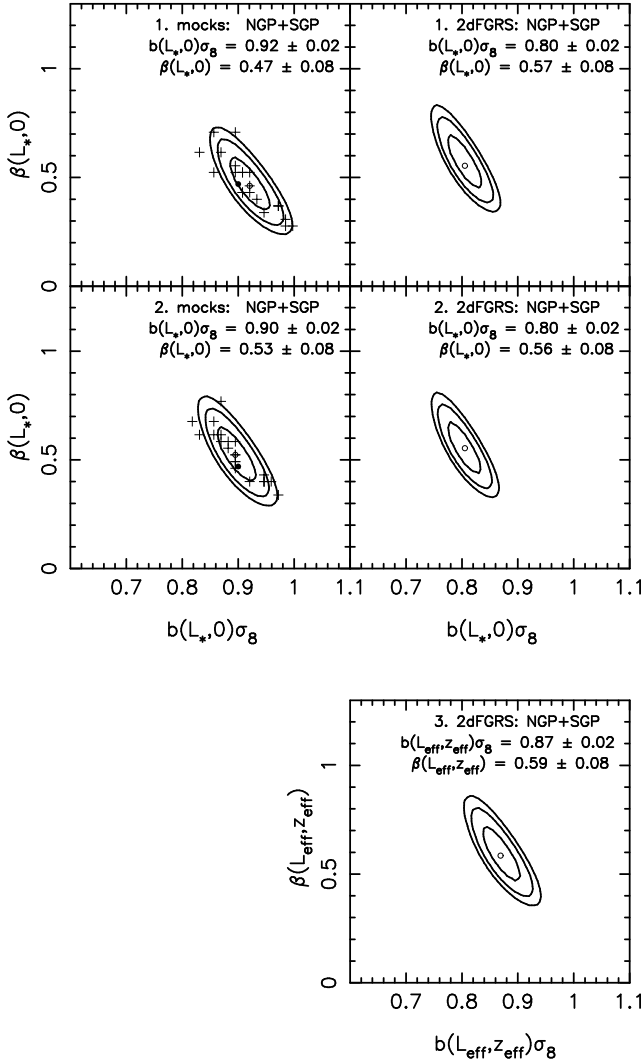 1. mocks: NGP+SGP
b(L*,0)σ8 = 0.92 ± 0.02
β(L*,0) = 0.47 ± 0.08
1. 2dFGRS: NGP+SGP
b(L*,0)σ8 = 0.80 ± 0.02
β(L*,0) = 0.57 ± 0.08
β(L*,0)
1
0.5
0
2. mocks: NGP+SGP
b(L*,0)σ8 = 0.90 ± 0.02
β(L*,0) = 0.53 ± 0.08
2. 2dFGRS: NGP+SGP
b(L*,0)σ8 = 0.80 ± 0.02
β(L*,0) = 0.56 ± 0.08
β(L*,0)
1
0.5
0
0.7 0.8 0.9 1 1.1 0.7 0.8 0.9 1 1.1
b(L*,0)σ8 b(L*,0)σ8
3. 2dFGRS: NGP+SGP
b(Leff,zeff)σ8 = 0.87 ± 0.02
β(Leff,zeff) = 0.59 ± 0.08
β(Leff,zeff)
1
0.5
0
0.7 0.8 0.9 1 1.1
b(Leff,zeff)σ8